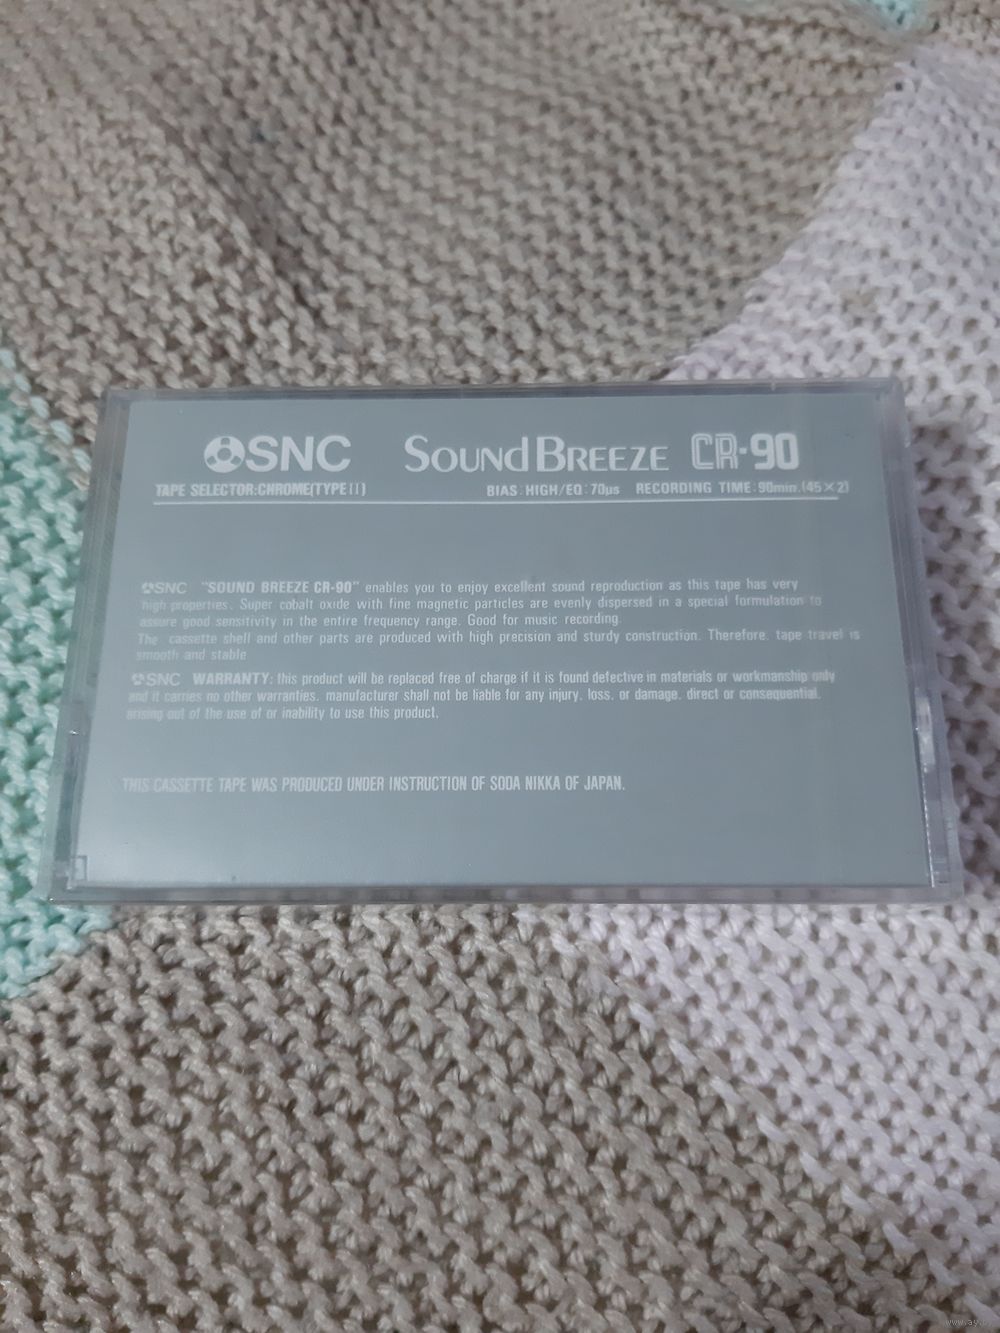 SNC SOUND BREEZE CR-90
TAPE SELECTOR:CHROME(TYPE II) BIAS:HIGH/EQ:70µs RECORDING TIME:90min.(45×2)
SNC "SOUND BREEZE CR-90" enables you to enjoy excellent sound reproduction as this tape has very
high properties. Super cobalt oxide with fine magnetic particles are evenly dispersed in a special formulation to
assure good sensitivity in the entire frequency range. Good for music recording.
The cassette shell and other parts are produced with high precision and sturdy construction. Therefore. tape travel is
smooth and stable
SNC WARRANTY: this product will be replaced free of charge if it is found defective in materials or workmanship only
and it carries no other warranties. manufacturer shall not be liable for any injury. loss. or damage. direct or consequential.
arising out of the use of or inability to use this product.
THIS CASSETTE TAPE WAS PRODUCED UNDER INSTRUCTION OF SODA NIKKA OF JAPAN.